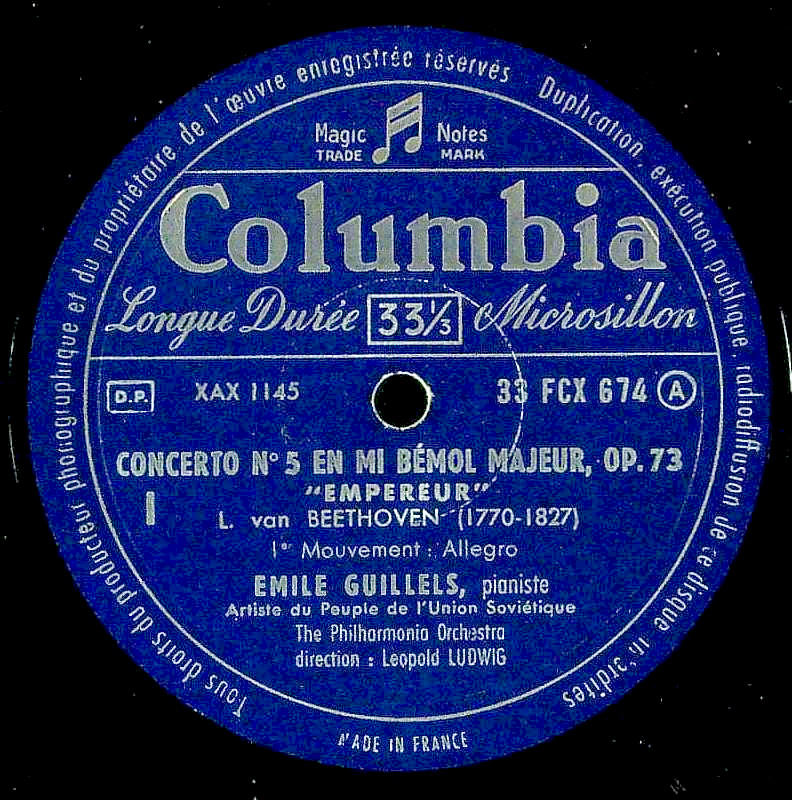 Tous droits du producteur phonographique et du propriétaire de l'œuvre enregistrée réservés
Duplication, exécution publique, radiodiffusion de ce disque interdites
Magic Notes
TRADE MARK
Columbia
Longue Durée 33⅓ Microsillon
D.P. XAX 1145 33 FCX 674 A
CONCERTO N° 5 EN MI BÉMOL MAJEUR, OP. 73
I "EMPEREUR"
L. van BEETHOVEN (1770-1827)
1er Mouvement : Allegro
EMILE GUILLELS, pianiste
Artiste du Peuple de l'Union Soviétique
The Philharmonia Orchestra
direction : Leopold LUDWIG
MADE IN FRANCE